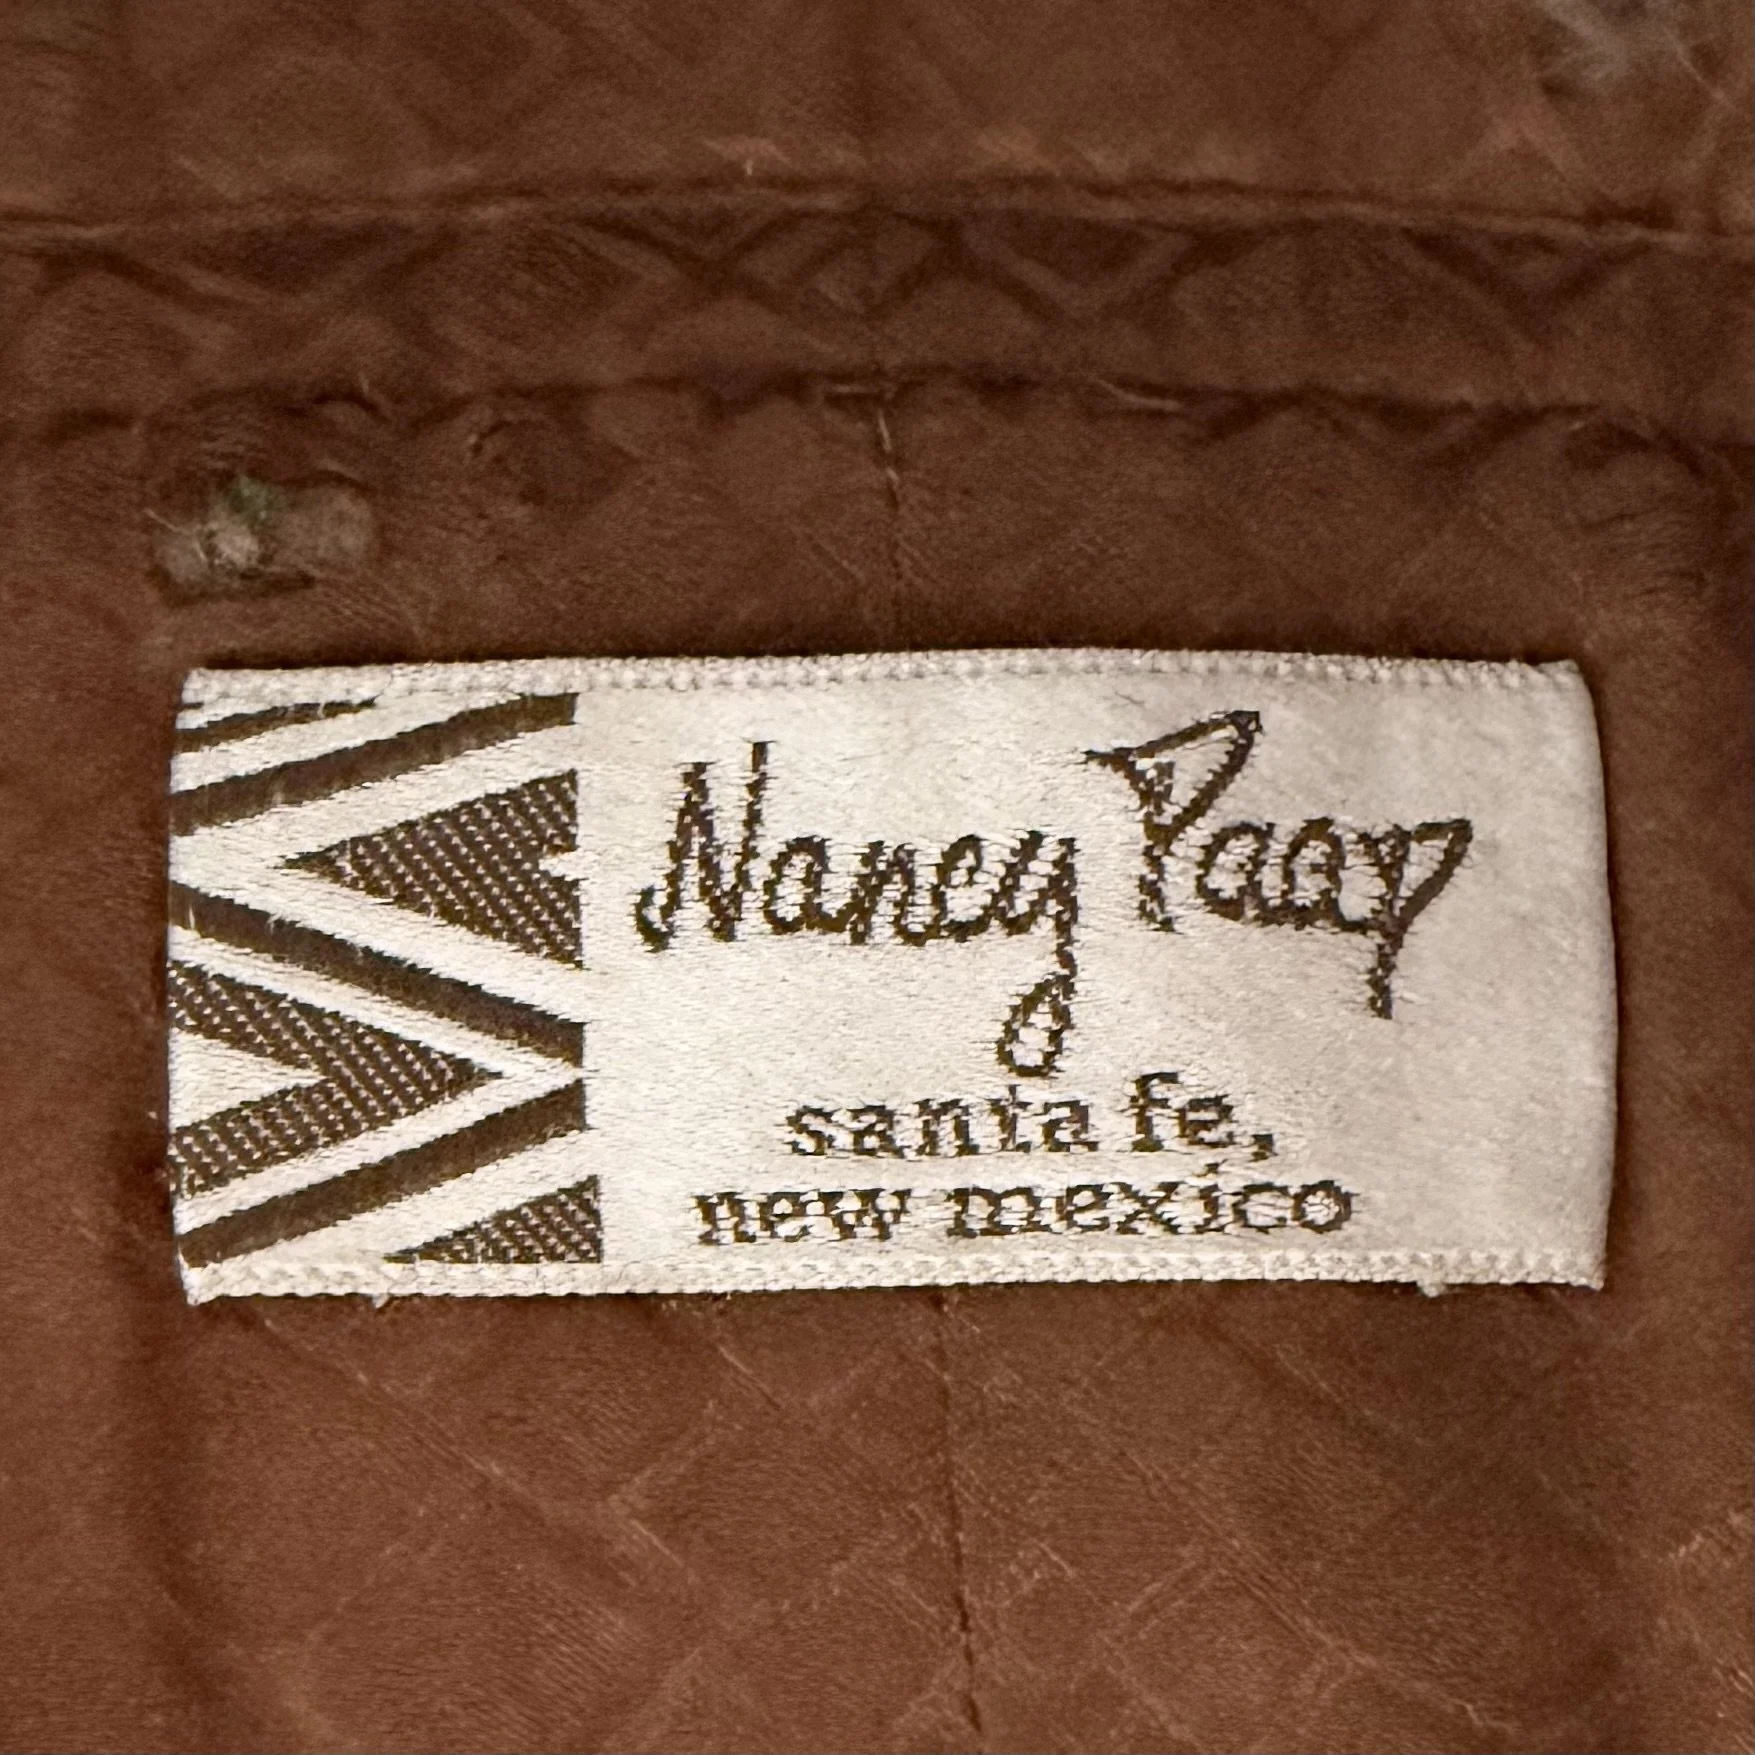 Nancy Paap
santa fe,
new mexico